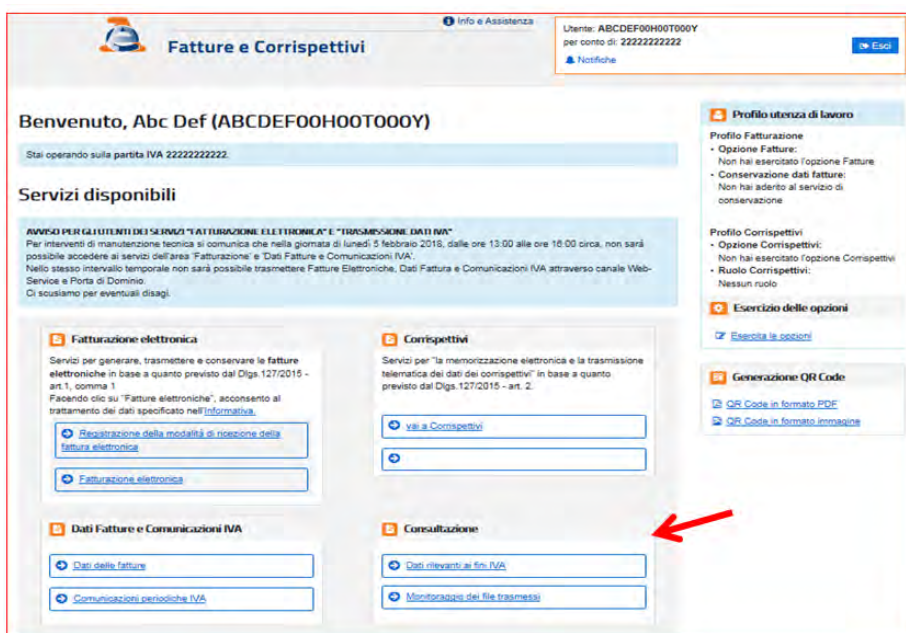 Info e Assistenza
Fatture e Corrispettivi
Utente: ABCDEF00H00T000Y
per conto di: 22222222222
Notifiche
Esci
Benvenuto, Abc Def (ABCDEF00H00T000Y)
Stai operando sulla partita IVA 22222222222.
Servizi disponibili
AVVISO PER GLI UTENTI DEI SERVIZI "FATTURAZIONE ELETTRONICA" E "TRASMISSIONE DATI IVA"
Per interventi di manutenzione tecnica si comunica che nella giornata di lunedì 5 febbraio 2018, dalle ore 13:00 alle ore 16:00 circa, non sarà
possibile accedere ai servizi dell'area 'Fatturazione' e 'Dati Fatture e Comunicazioni IVA'.
Nello stesso intervallo temporale non sarà possibile trasmettere Fatture Elettroniche, Dati Fattura e Comunicazioni IVA attraverso canale Web-
Service e Porta di Dominio.
Ci scusiamo per eventuali disagi.
Fatturazione elettronica
Servizi per generare, trasmettere e conservare le fatture
elettroniche in base a quanto previsto dal Dlgs.127/2015 -
art.1, comma 1
Facendo clic su "Fatture elettroniche", acconsento al
trattamento dei dati specificato nell'Informativa.
Registrazione della modalità di ricezione della
fattura elettronica
Fatturazione elettronica
Corrispettivi
Servizi per "la memorizzazione elettronica e la trasmissione
telematica dei dati dei corrispettivi" in base a quanto
previsto dal Dlgs.127/2015 - art. 2.
vai a Corrispettivi
Dati Fatture e Comunicazioni IVA
Dati delle fatture
Comunicazioni periodiche IVA
Consultazione
Dati rilevanti ai fini IVA
Monitoraggio dei file trasmessi
Profilo utenza di lavoro
Profilo Fatturazione
• Opzione Fatture:
Non hai esercitato l'opzione Fatture
• Conservazione dati fatture:
Non hai aderito al servizio di
conservazione
Profilo Corrispettivi
• Opzione Corrispettivi:
Non hai esercitato l'opzione Corrispettivi
• Ruolo Corrispettivi:
Nessun ruolo
Esercizio delle opzioni
Esercita le opzioni
Generazione QR Code
QR Code in formato PDF
QR Code in formato immagine